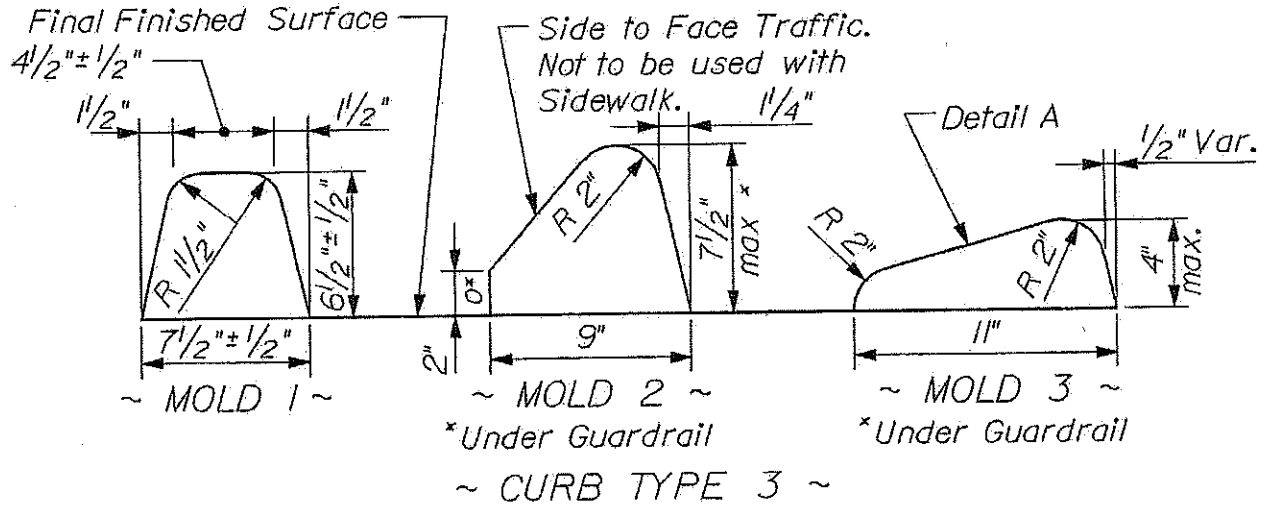 Final Finished Surface
4 1/2"± 1/2"
1 1/2"
1 1/2"
R 1 1/2"
6 1/2"± 1/2"
7 1/2"± 1/2"
~ MOLD 1 ~
Side to Face Traffic.
Not to be used with
Sidewalk.
1 1/4"
R 2"
7 1/2"
max *
0*
2"
9"
~ MOLD 2 ~
*Under Guardrail
Detail A
1/2" Var.
R 2"
R 2"
4"
max.
11"
~ MOLD 3 ~
*Under Guardrail
~ CURB TYPE 3 ~